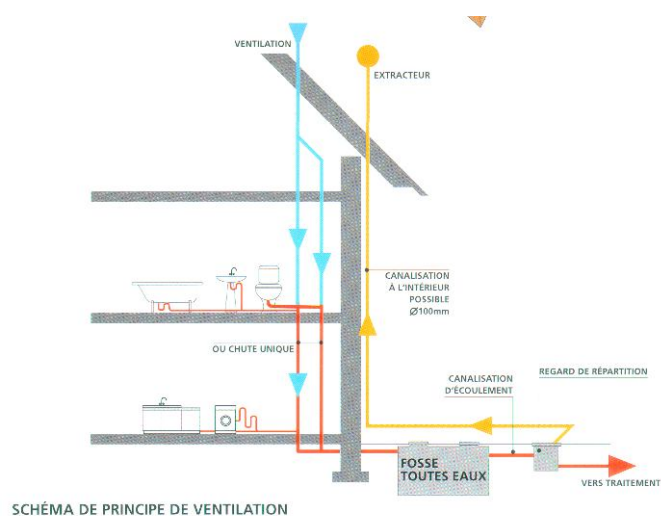 VENTILATION
EXTRACTEUR
CANALISATION
À L'INTÉRIEUR
POSSIBLE
Ø100mm
OU CHUTE UNIQUE
CANALISATION
D'ÉCOULEMENT
REGARD DE RÉPARTITION
FOSSE
TOUTES EAUX
VERS TRAITEMENT
SCHÉMA DE PRINCIPE DE VENTILATION